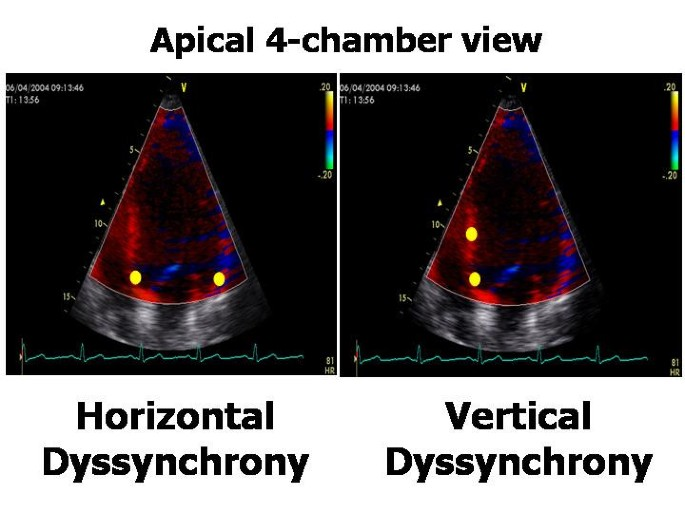 Apical 4-chamber view
06/04/2004 09:13:46
T1: 13:56
V
.20
-.20
5
10
15
81
HR
06/04/2004 09:13:46
T1: 13:56
V
.20
-.20
5
10
15
81
HR
Horizontal
Dyssynchrony
Vertical
Dyssynchrony